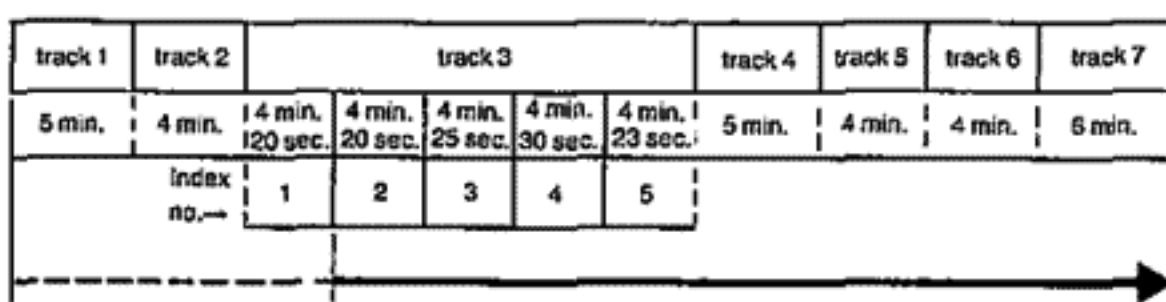 track 1 track 2 track 3 track 4 track 5 track 6 track 7
5 min. 4 min. 4 min. 4 min. 4 min. 4 min. 4 min. 5 min. 4 min. 4 min. 6 min.
20 sec. 20 sec. 25 sec. 30 sec. 23 sec.
Index 1 2 3 4 5
no.→